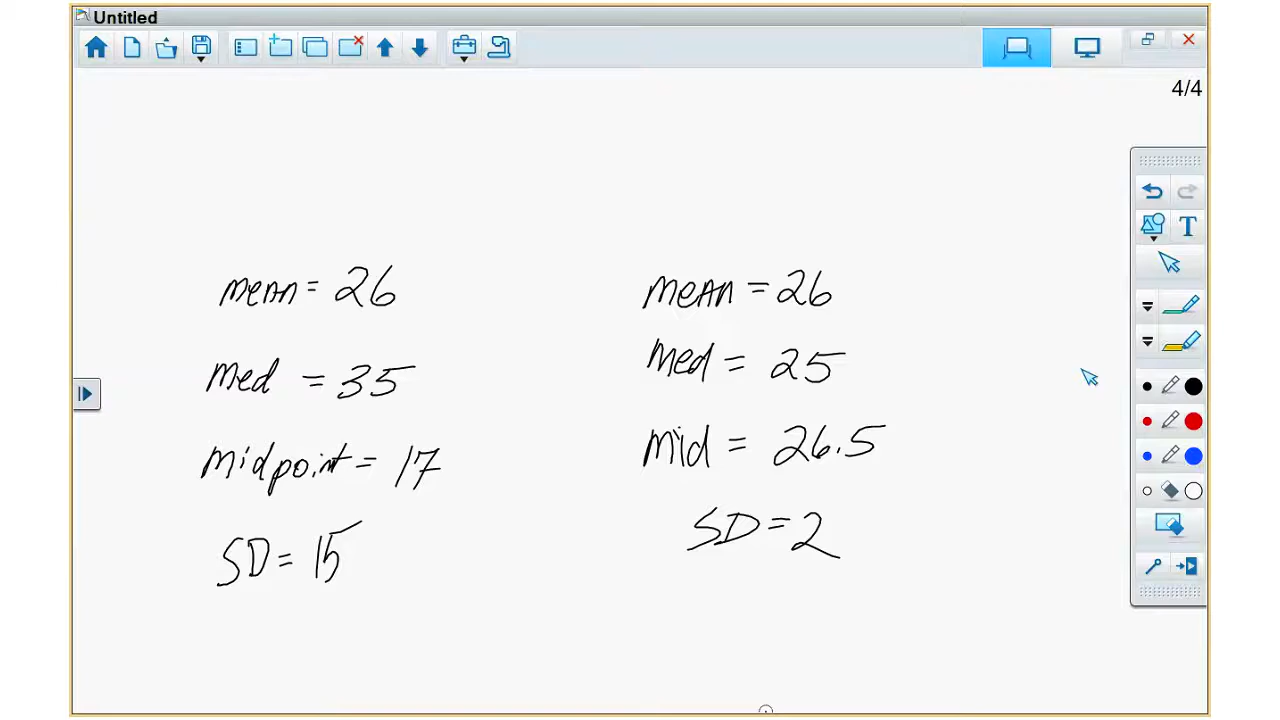 Untitled
4/4
T
mean = 26
med = 35
midpoint = 17
SD = 15
mean = 26
med = 25
mid = 26.5
SD = 2